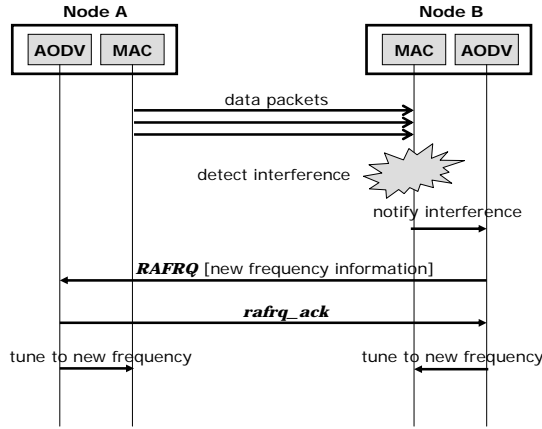 Node A
Node B
AODV
MAC
MAC
AODV
data packets
detect interference
notify interference
RAFRQ [new frequency information]
rafrq_ack
tune to new frequency
tune to new frequency